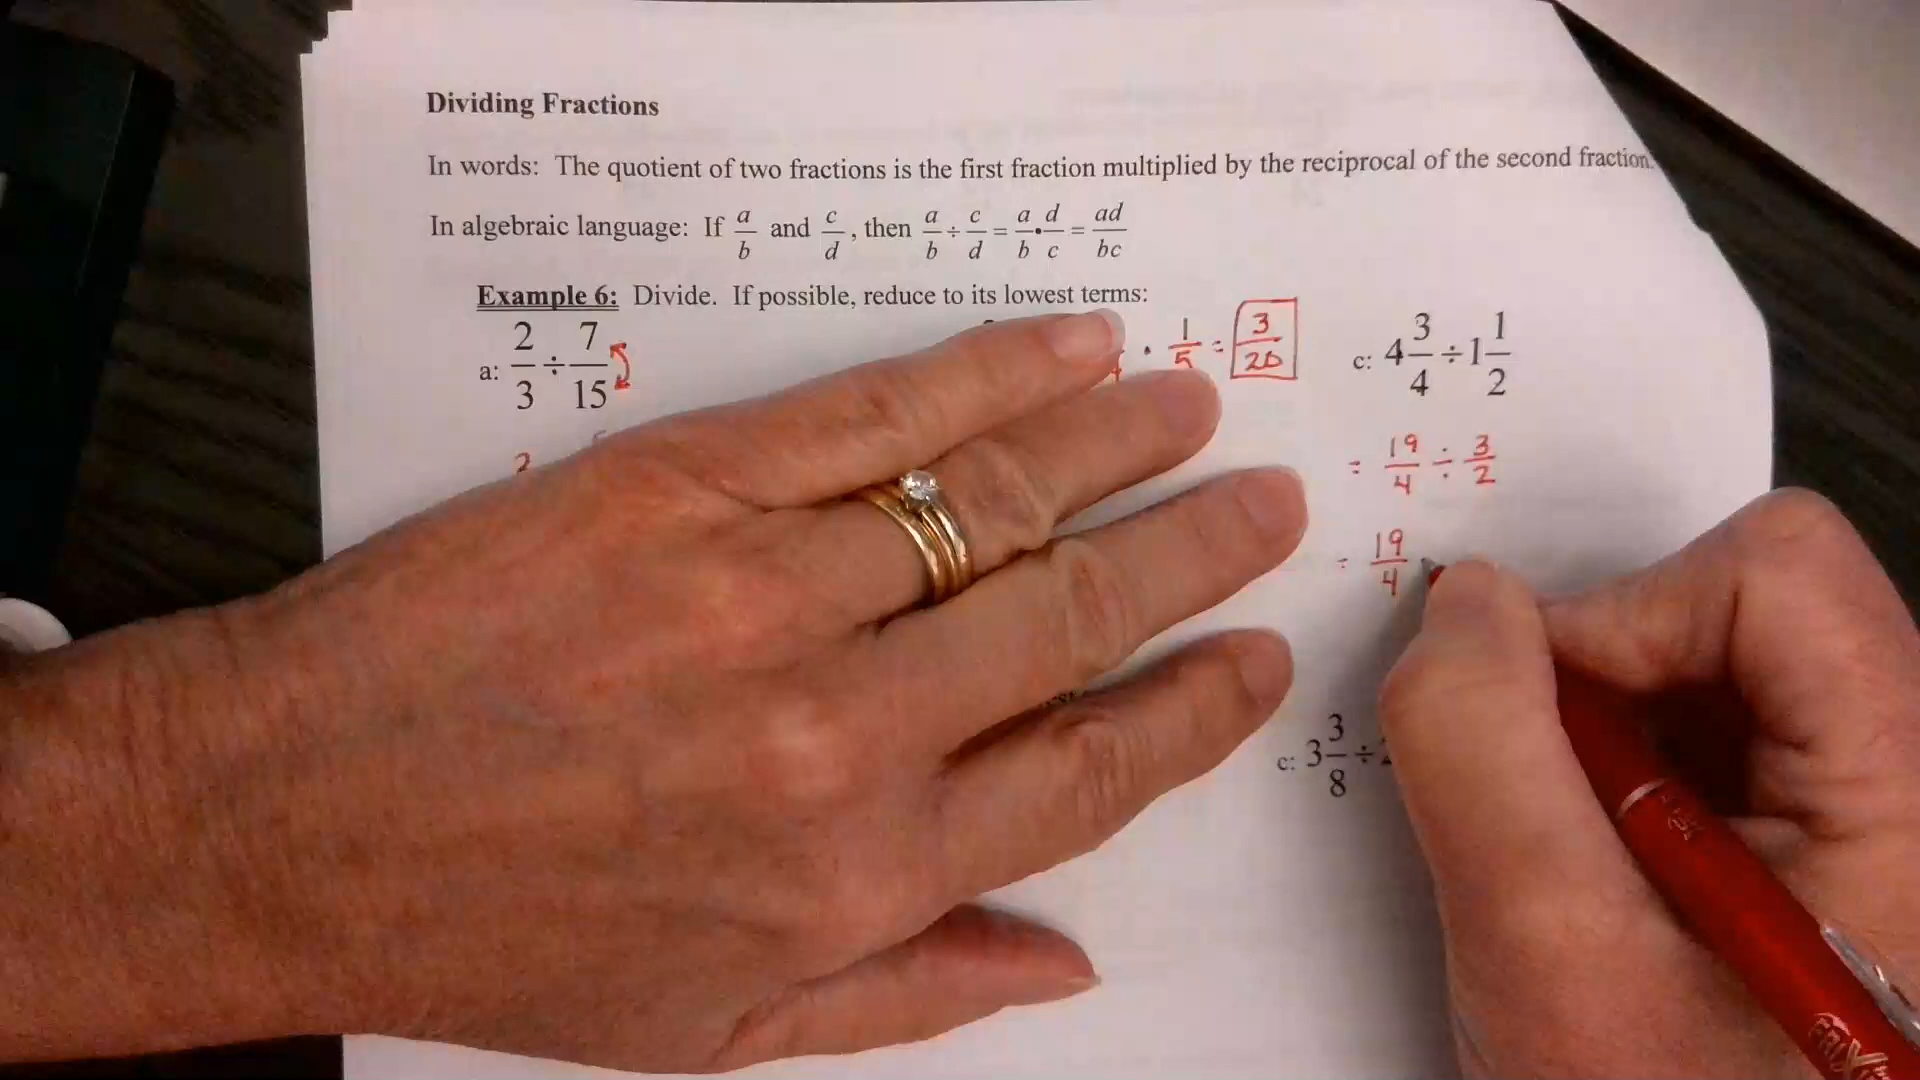 Dividing Fractions
In words: The quotient of two fractions is the first fraction multiplied by the reciprocal of the second fraction.
In algebraic language: If a/b and c/d, then a/b ÷ c/d = a/b • d/c = ad/bc
Example 6: Divide. If possible, reduce to its lowest terms:
a: 2/3 ÷ 7/15
· 1/5 = 3/20
c: 4 3/4 ÷ 1 1/2
= 19/4 ÷ 3/2
= 19/4
c: 3 3/8 ÷